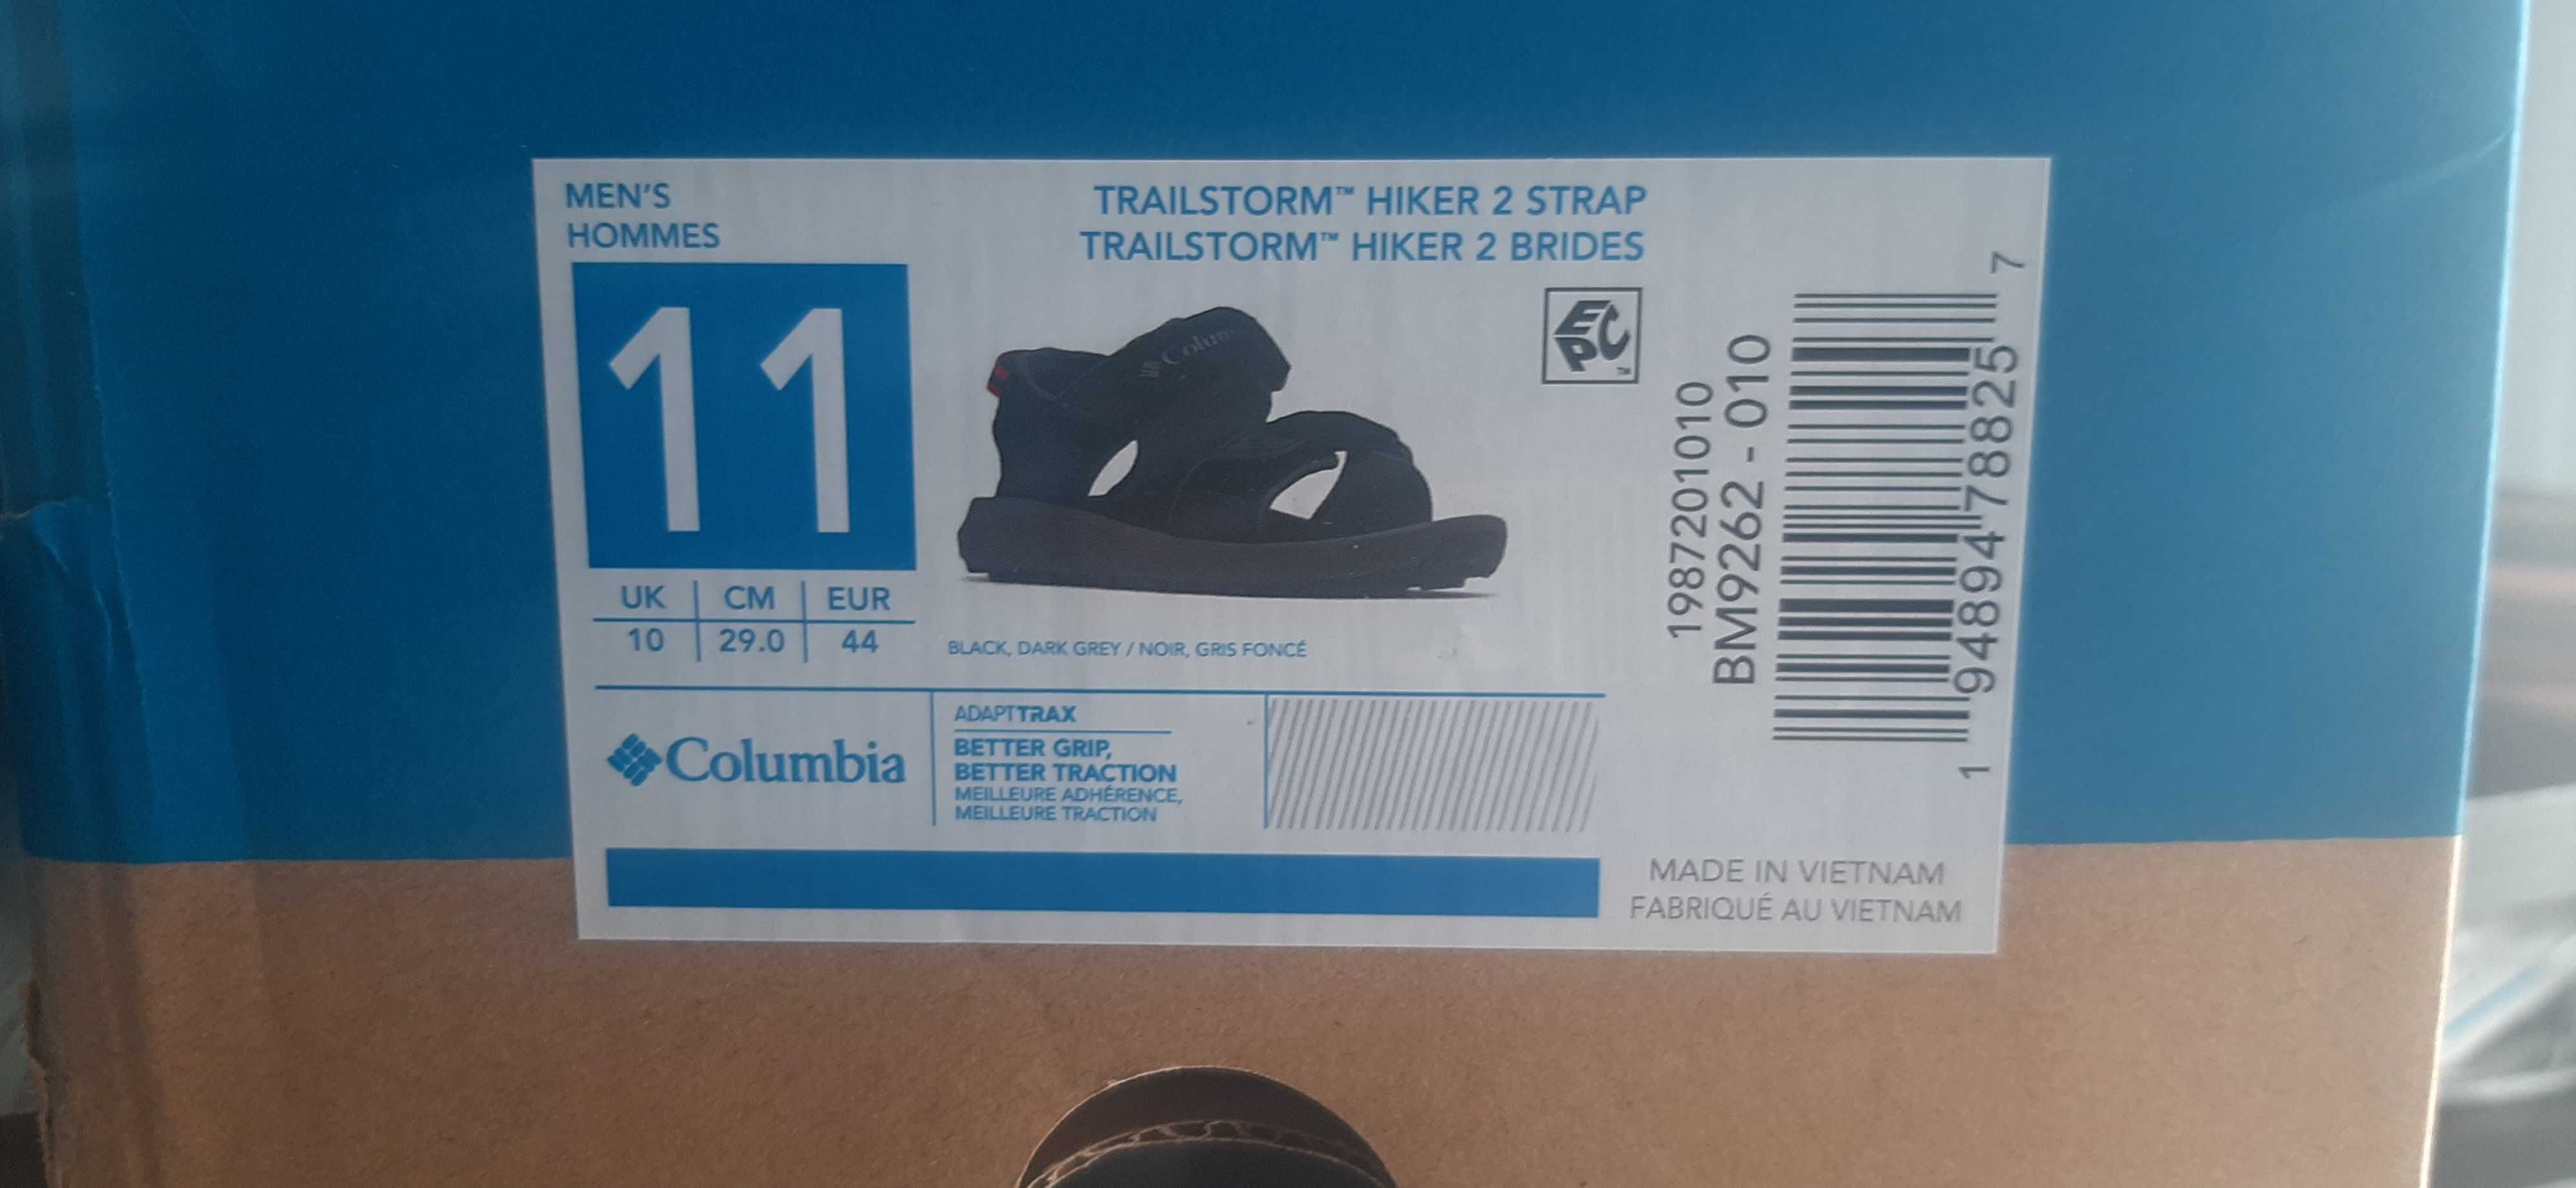 MEN'S
HOMMES
11
UK CM EUR
10 29.0 44
TRAILSTORM™ HIKER 2 STRAP
TRAILSTORM™ HIKER 2 BRIDES
EPC™
BLACK, DARK GREY / NOIR, GRIS FONCÉ
Columbia
ADAPTTRAX
BETTER GRIP,
BETTER TRACTION
MEILLEURE ADHÉRENCE,
MEILLEURE TRACTION
1987201010
BM9262 - 010
1 94894 78825 7
MADE IN VIETNAM
FABRIQUÉ AU VIETNAM